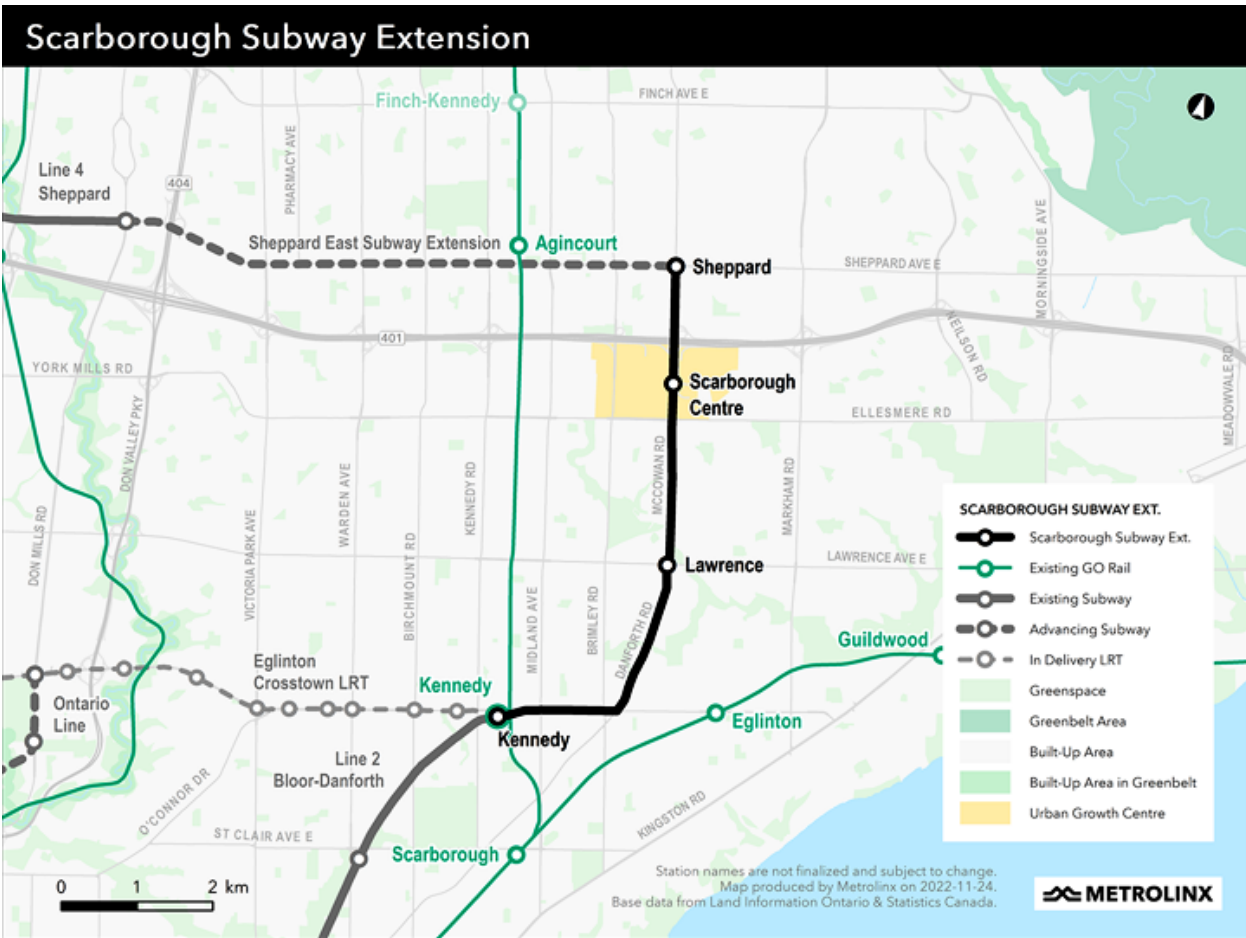 Scarborough Subway Extension
Finch-Kennedy
FINCH AVE E
PHARMACY AVE
Line 4
Sheppard
404
Sheppard East Subway Extension
Agincourt
Sheppard
SHEPPARD AVE E
MORNINGSIDE AVE
NEILSON RD
401
YORK MILLS RD
DON VALLEY PKY
Scarborough
Centre
ELLESMERE RD
MEADOWVALE RD
DON MILLS RD
VICTORIA PARK AVE
WARDEN AVE
BIRCHMOUNT RD
KENNEDY RD
MIDLAND AVE
BRIMLEY RD
MCCOWAN RD
DANFORTH RD
MARKHAM RD
Lawrence
LAWRENCE AVE E
Guildwood
Eglinton
Crosstown LRT
Kennedy
Ontario
Line
Kennedy
Eglinton
Line 2
Bloor-Danforth
O'CONNOR DR
ST CLAIR AVE E
KINGSTON RD
Scarborough
SCARBOROUGH SUBWAY EXT.
Scarborough Subway Ext.
Existing GO Rail
Existing Subway
Advancing Subway
In Delivery LRT
Greenspace
Greenbelt Area
Built-Up Area
Built-Up Area in Greenbelt
Urban Growth Centre
0 1 2 km
Station names are not finalized and subject to change.
Map produced by Metrolinx on 2022-11-24.
Base data from Land Information Ontario & Statistics Canada.
METROLINX